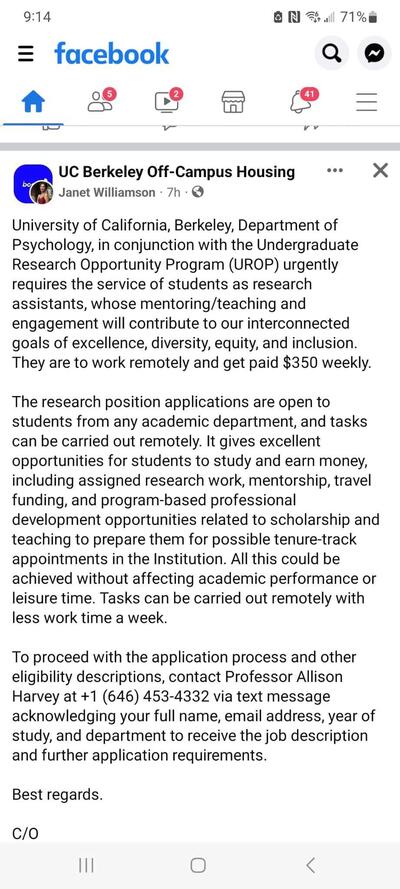 9:14
71%
facebook
5
2
41
UC Berkeley Off-Campus Housing
Janet Williamson · 7h ·
University of California, Berkeley, Department of
Psychology, in conjunction with the Undergraduate
Research Opportunity Program (UROP) urgently
requires the service of students as research
assistants, whose mentoring/teaching and
engagement will contribute to our interconnected
goals of excellence, diversity, equity, and inclusion.
They are to work remotely and get paid $350 weekly.
The research position applications are open to
students from any academic department, and tasks
can be carried out remotely. It gives excellent
opportunities for students to study and earn money,
including assigned research work, mentorship, travel
funding, and program-based professional
development opportunities related to scholarship and
teaching to prepare them for possible tenure-track
appointments in the Institution. All this could be
achieved without affecting academic performance or
leisure time. Tasks can be carried out remotely with
less work time a week.
To proceed with the application process and other
eligibility descriptions, contact Professor Allison
Harvey at +1 (646) 453-4332 via text message
acknowledging your full name, email address, year of
study, and department to receive the job description
and further application requirements.
Best regards.
C/O